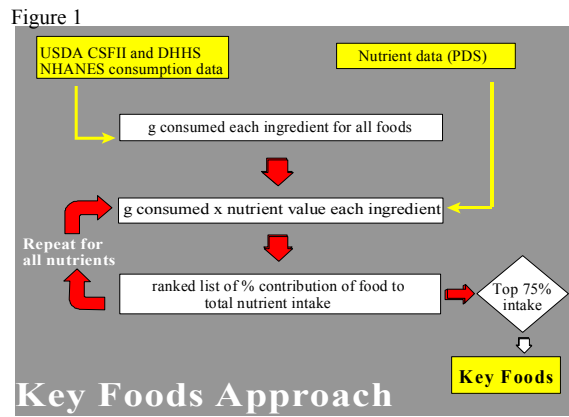 Figure 1
USDA CSFII and DHHS
NHANES consumption data
Nutrient data (PDS)
g consumed each ingredient for all foods
g consumed x nutrient value each ingredient
Repeat for
all nutrients
ranked list of % contribution of food to
total nutrient intake
Top 75%
intake
Key Foods
Key Foods Approach